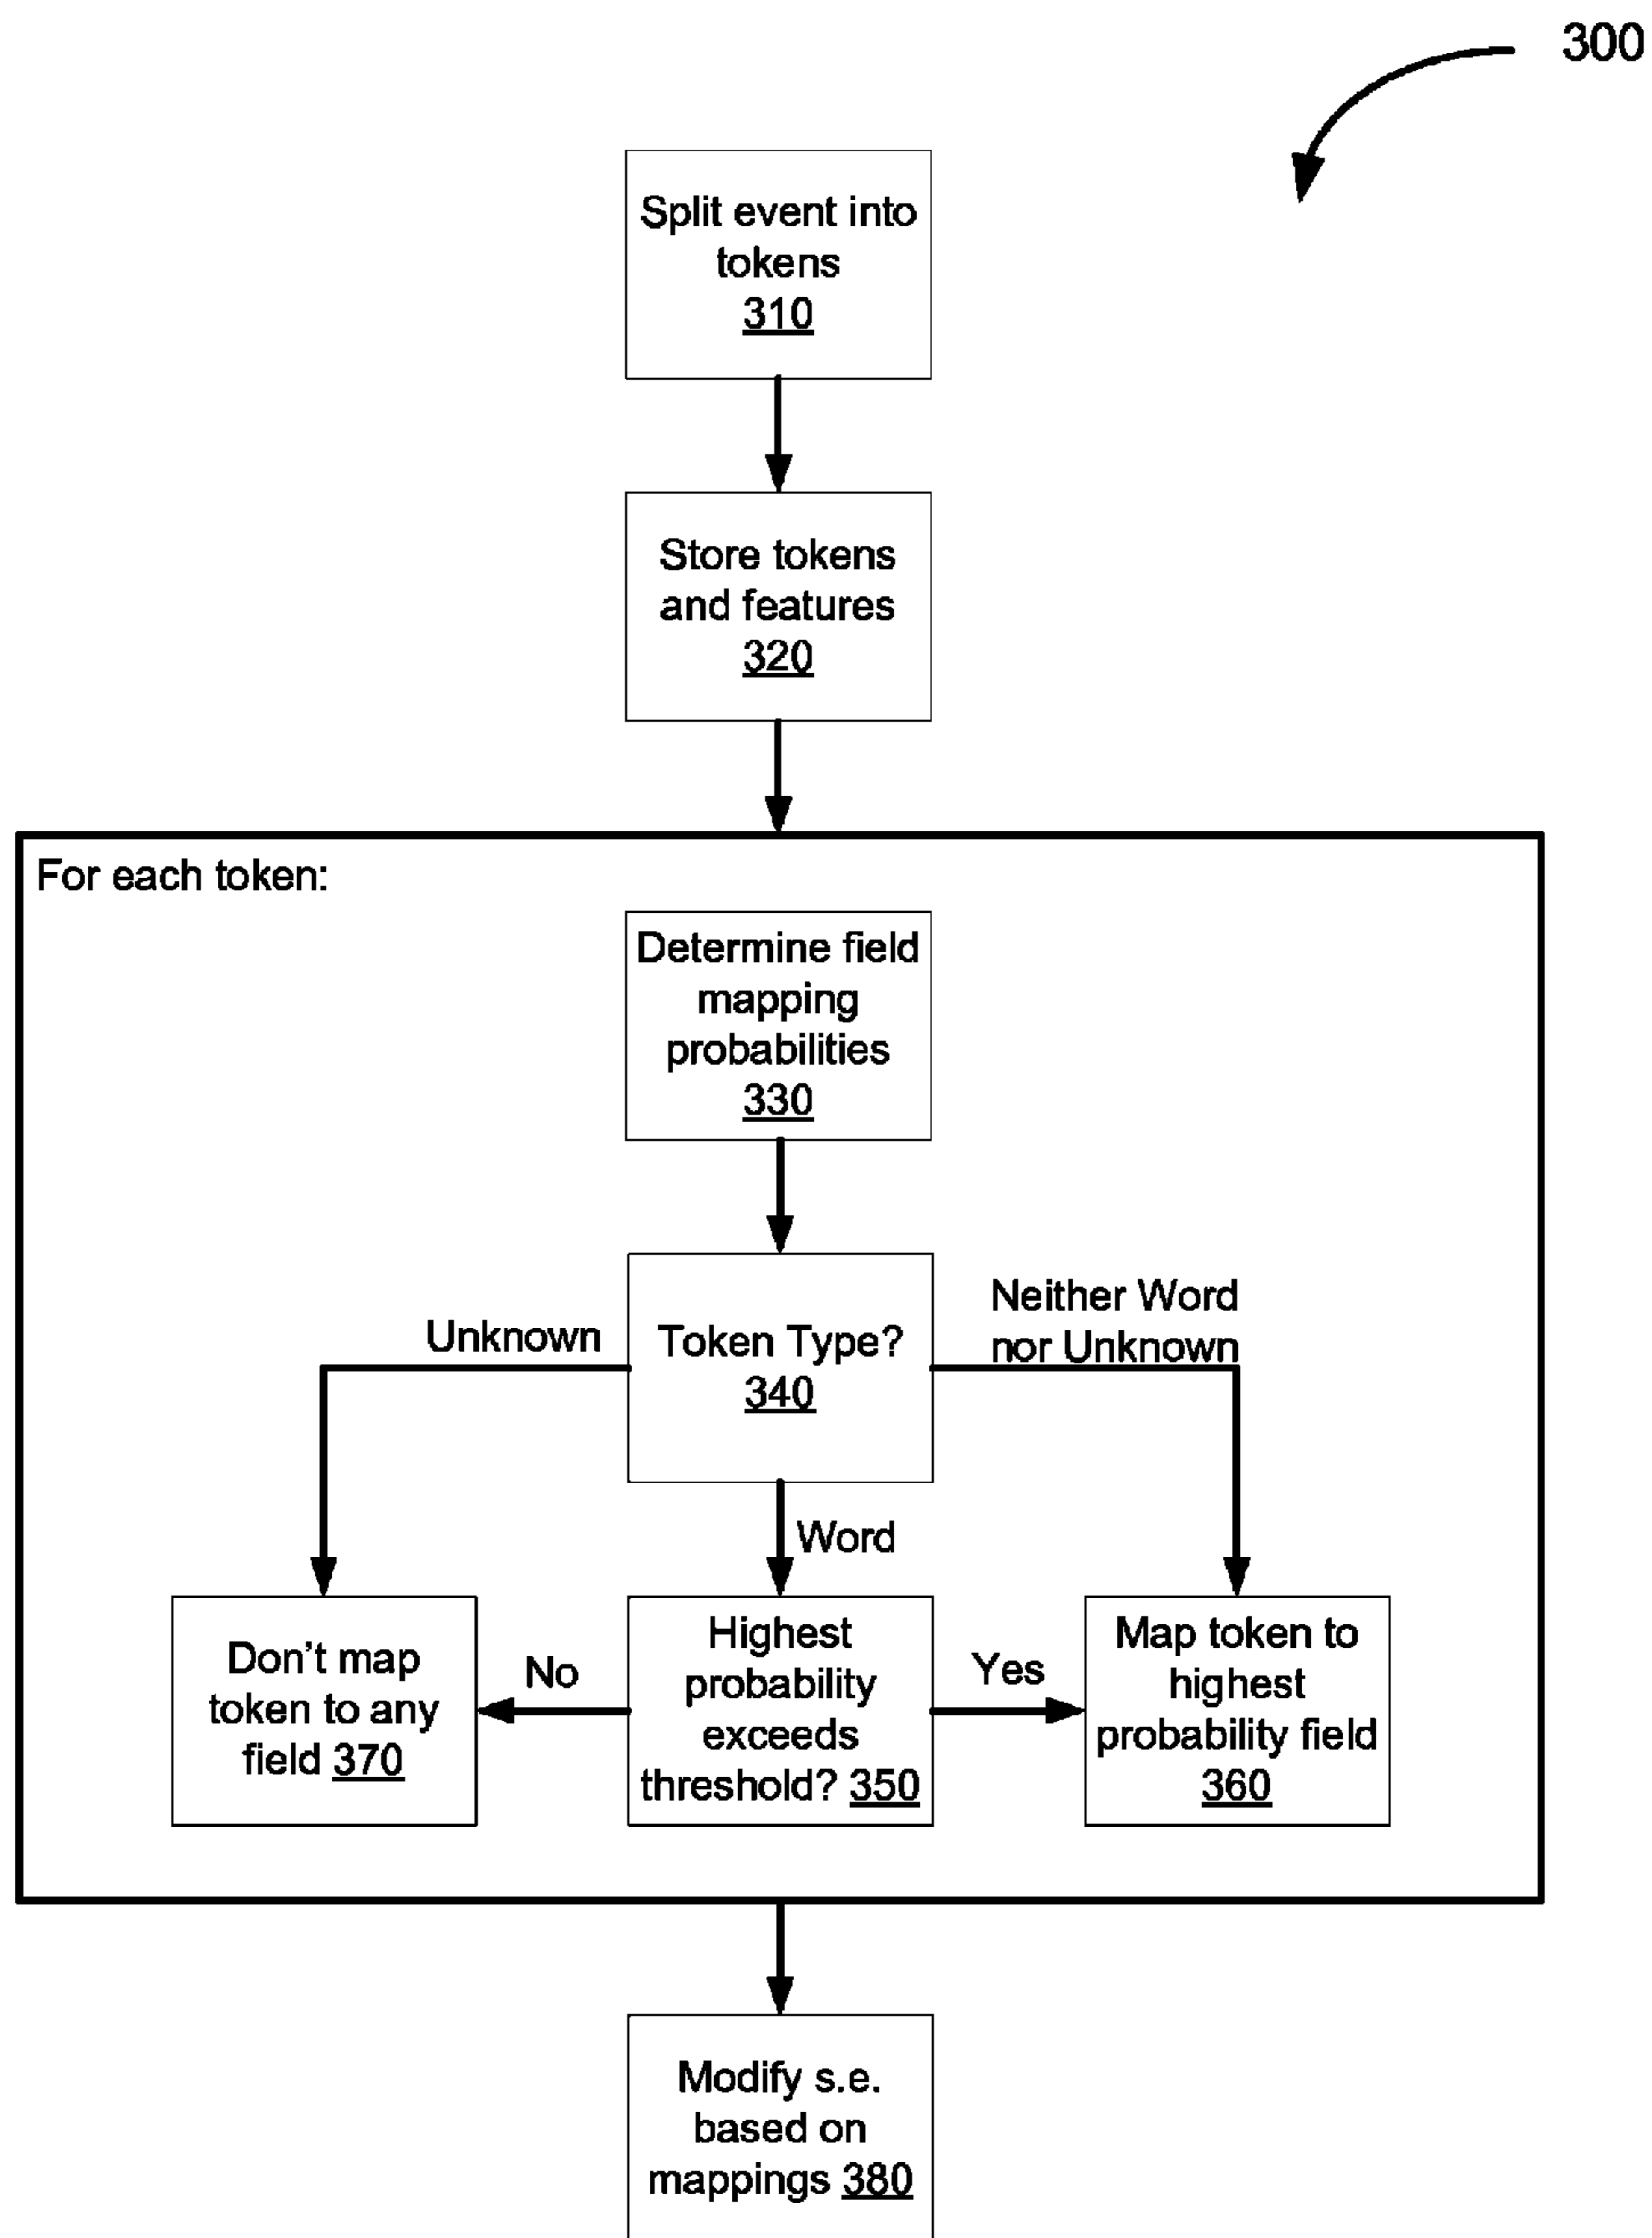 300
Split event into
tokens
310
Store tokens
and features
320
For each token:
Determine field
mapping
probabilities
330
Unknown
Token Type?
340
Neither Word
nor Unknown
Word
Don't map
token to any
field 370
No
Highest
probability
exceeds
threshold? 350
Yes
Map token to
highest
probability field
360
Modify s.e.
based on
mappings 380